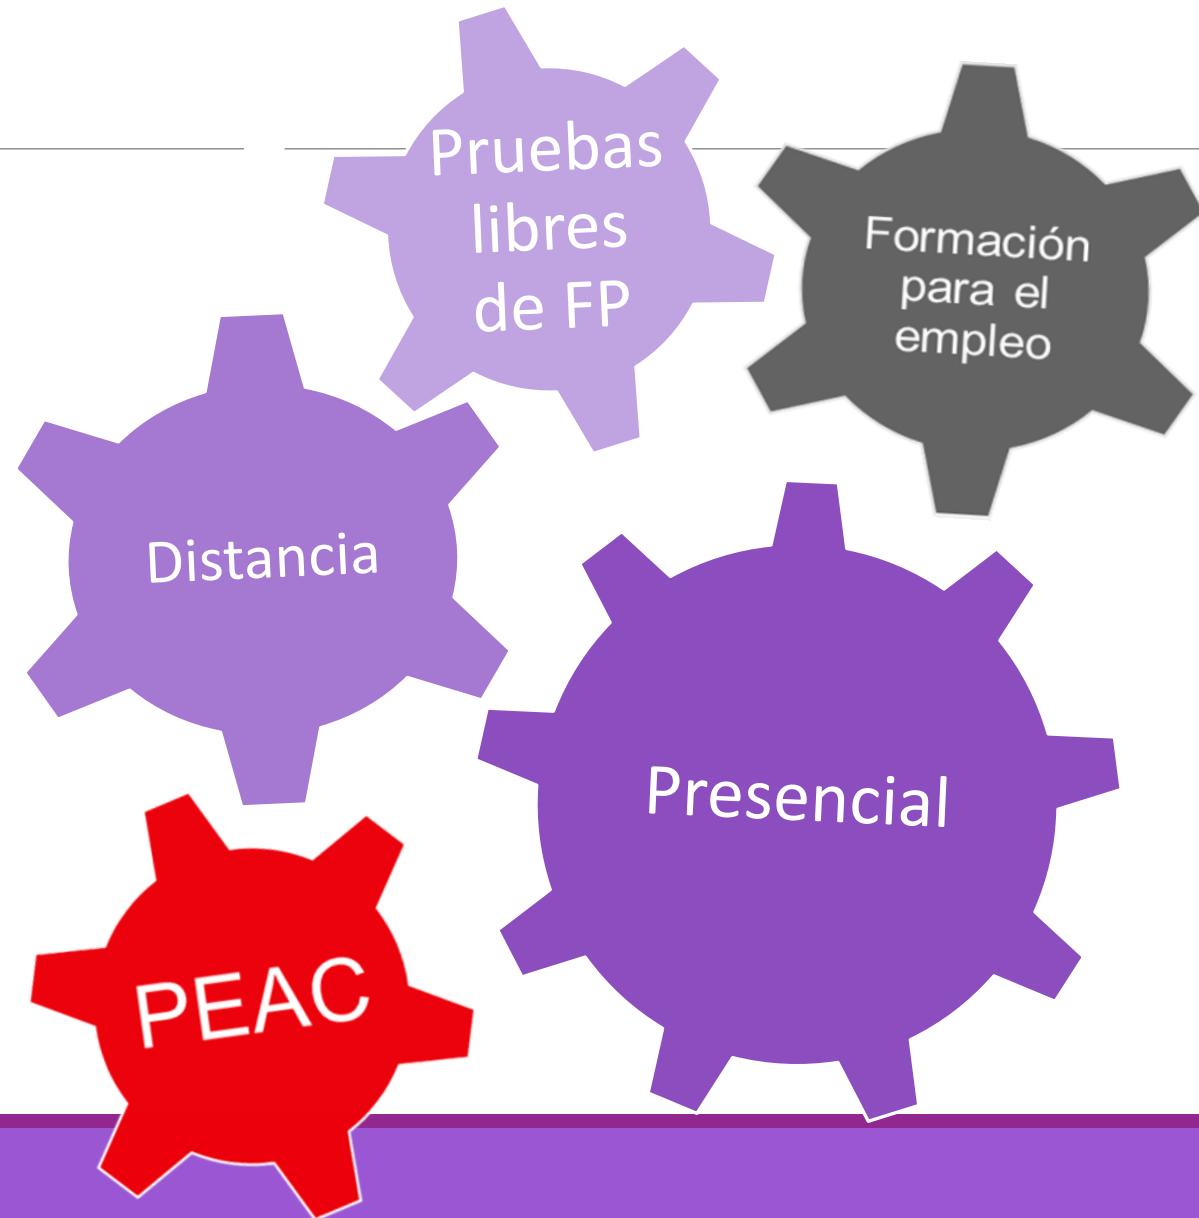 Pruebas
libres
de FP
Formación
para el
empleo
Distancia
Presencial
PEAC